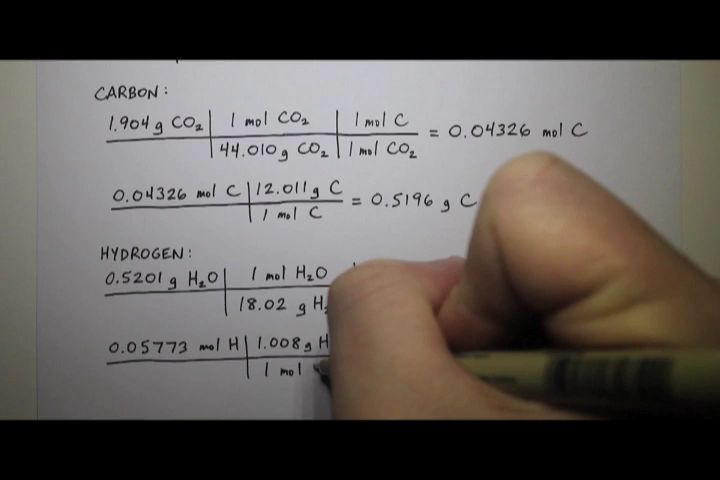 CARBON:
1.904 g CO₂ 1 mol CO₂ 1 mol C
44.010 g CO₂ 1 mol CO₂ = 0.04326 mol C
0.04326 mol C 12.011 g C
1 mol C = 0.5196 g C
HYDROGEN:
0.5201 g H₂O 1 mol H₂O
18.02 g H₂
0.05773 mol H 1.008 g H
1 mol